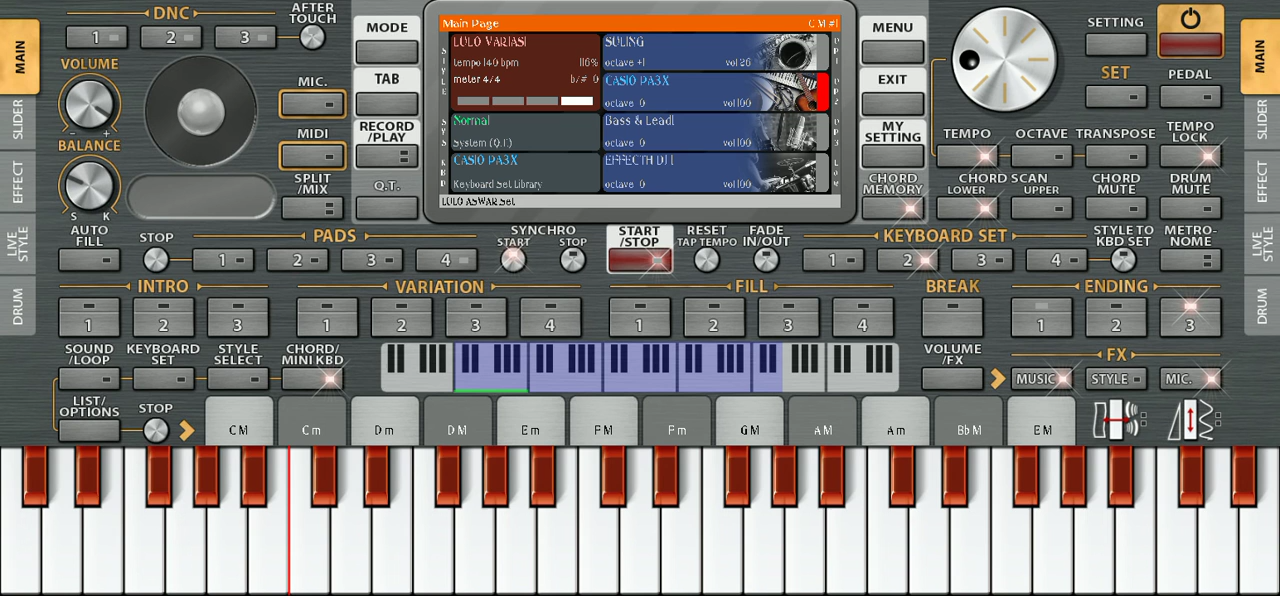 DNC
1
2
3
AFTER
TOUCH
MAIN
SLIDER
EFFECT
LIVE
STYLE
DRUM
VOLUME
- +
BALANCE
S K
MIC.
MIDI
SPLIT
/MIX
MODE
TAB
RECORD
/PLAY
Q.T.
Main Page
C M #1
STYLE
LULO VARIASI
tempo 140 bpm 116%
meter 4/4 b/# 0
Normal
System (Q.T.)
CASIO PA3X
Keyboard Set Library
LULO ASWAR.Set
SULING
octave +1 vol 26
CASIO PA3X
octave 0 vol 100
Bass & Lead1
octave 0 vol 100
octave 0 vol 100
MENU
EXIT
MY
SETTING
CHORD
MEMORY
SETTING
SET
PEDAL
TEMPO
OCTAVE
TRANSPOSE
TEMPO
LOCK
CHORD SCAN
LOWER UPPER
CHORD
MUTE
DRUM
MUTE
MAIN
SLIDER
EFFECT
LIVE
STYLE
DRUM
AUTO
FILL
STOP
PADS
1
2
3
4
SYNCHRO
START STOP
START
/STOP
RESET
TAP TEMPO
FADE
IN/OUT
KEYBOARD SET
1
2
3
4
STYLE TO
KBD SET
METRO-
NOME
INTRO
1
2
3
VARIATION
1
2
3
4
FILL
1
2
3
4
BREAK
ENDING
1
2
3
SOUND
/LOOP
KEYBOARD
SET
STYLE
SELECT
CHORD/
MINI KBD
VOLUME
/FX
FX
MUSIC
STYLE
MIC.
LIST/
OPTIONS
STOP
CM
Cm
Dm
DM
Em
FM
Fm
GM
AM
Am
BbM
EM